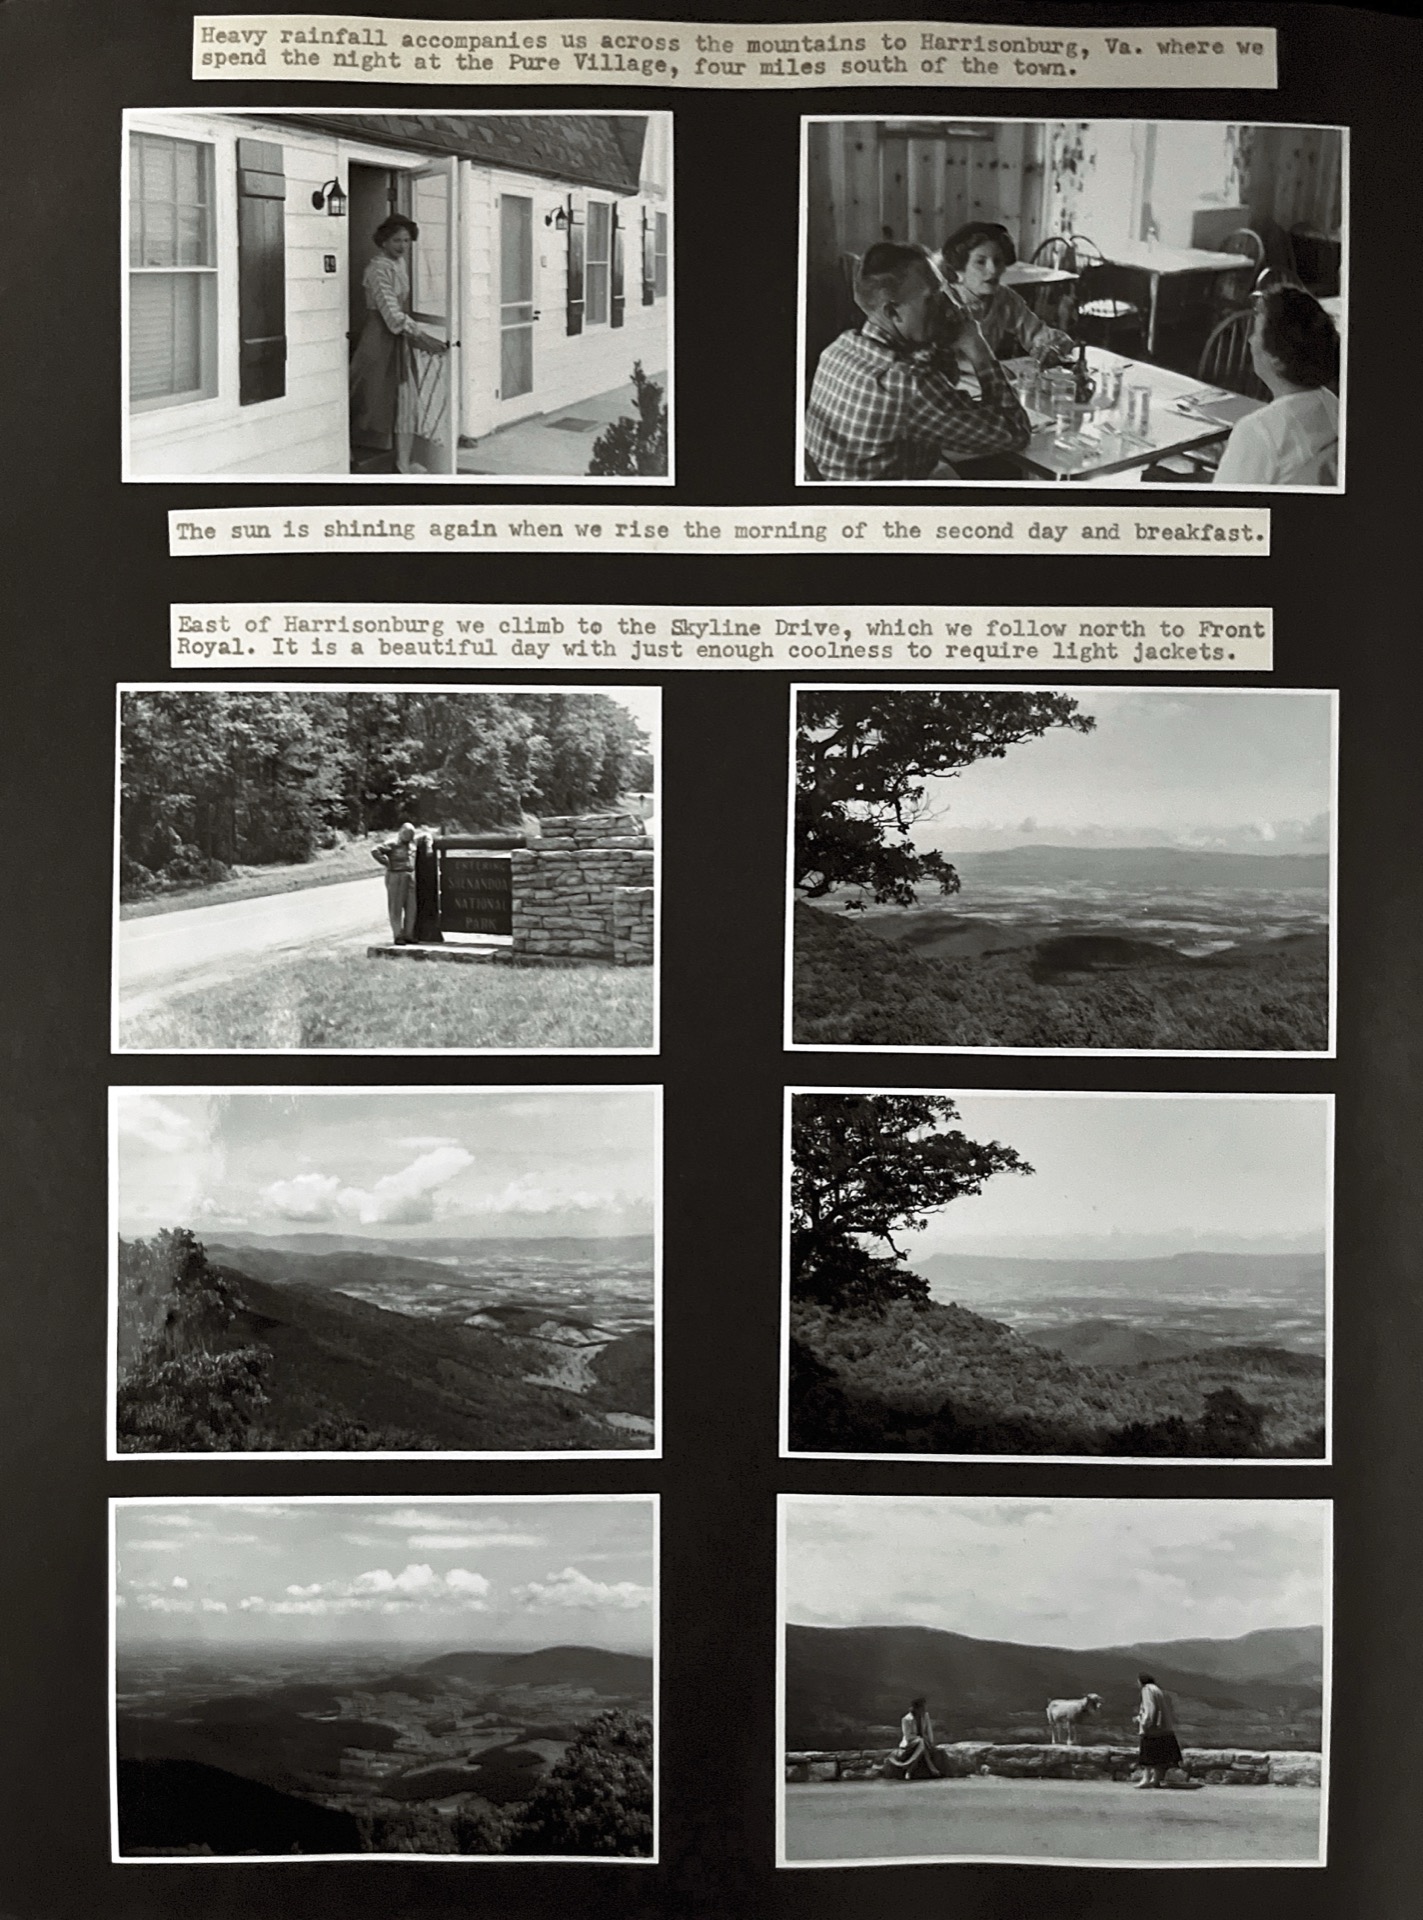 Heavy rainfall accompanies us across the mountains to Harrisonburg, Va. where we
spend the night at the Pure Village, four miles south of the town.
The sun is shining again when we rise the morning of the second day and breakfast.
East of Harrisonburg we climb to the Skyline Drive, which we follow north to Front
Royal. It is a beautiful day with just enough coolness to require light jackets.
ENTERING
SHENANDOA
NATIONAL
PARK